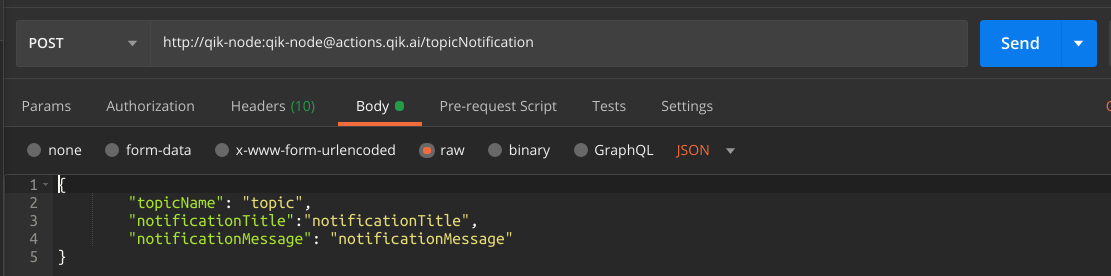 POST http://qik-node:qik-node@actions.qik.ai/topicNotification Send
Params Authorization Headers (10) Body Pre-request Script Tests Settings
none form-data x-www-form-urlencoded raw binary GraphQL JSON
1 {
2 "topicName": "topic",
3 "notificationTitle":"notificationTitle",
4 "notificationMessage": "notificationMessage"
5 }